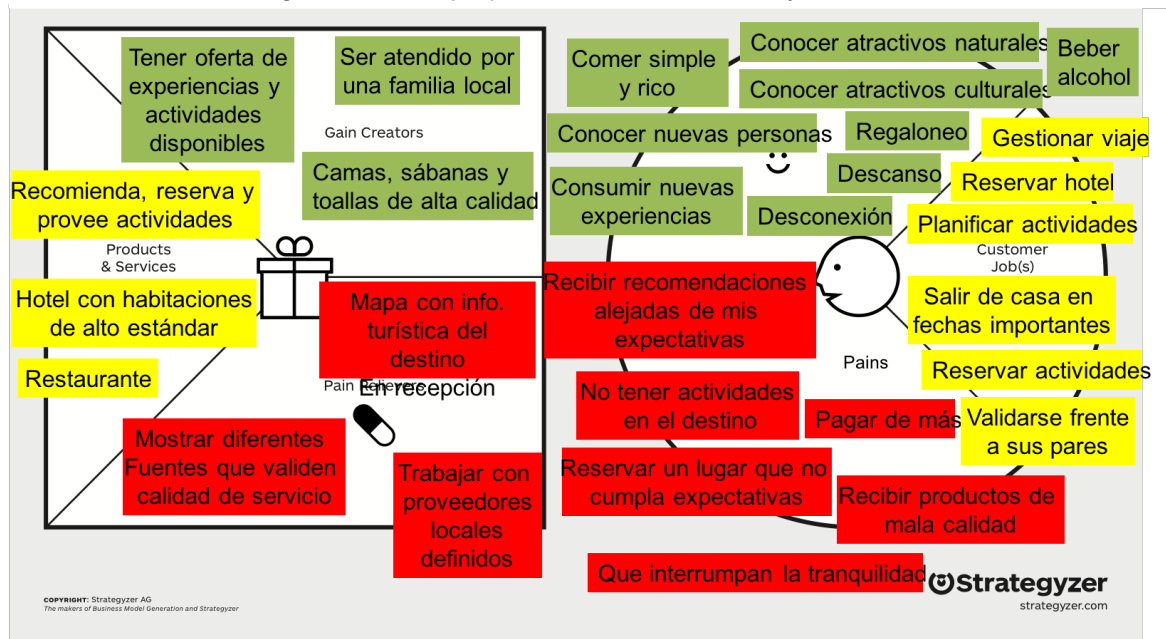 Tener oferta de
experiencias y
actividades
disponibles
Ser atendido por
una familia local
Gain Creators
Camas, sábanas y
toallas de alta calidad
Recomienda, reserva y
provee actividades
Products
& Services
Hotel con habitaciones
de alto estándar
Restaurante
Mapa con info.
turística del
destino
En recepción
Pain Relievers
Mostrar diferentes
Fuentes que validen
calidad de servicio
Trabajar con
proveedores
locales
definidos
Comer simple
y rico
Conocer atractivos naturales
Conocer atractivos culturales
Beber
alcohol
Conocer nuevas personas
Regaloneo
Gestionar viaje
Consumir nuevas
experiencias
Descanso
Desconexión
Reservar hotel
Planificar actividades
Customer
Job(s)
Recibir recomendaciones
alejadas de mis
expectativas
Salir de casa en
fechas importantes
Pains
Reservar actividades
No tener actividades
en el destino
Pagar de más
Validarse frente
a sus pares
Reservar un lugar que no
cumpla expectativas
Recibir productos de
mala calidad
Que interrumpan la tranquilidad
COPYRIGHT: Strategyzer AG
The makers of Business Model Generation and Strategyzer
Strategyzer
strategyzer.com